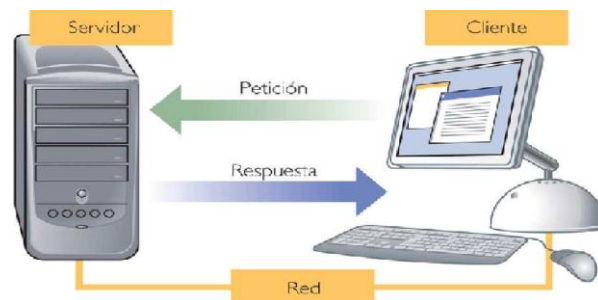 Servidor
Cliente
Petición
Respuesta
Red